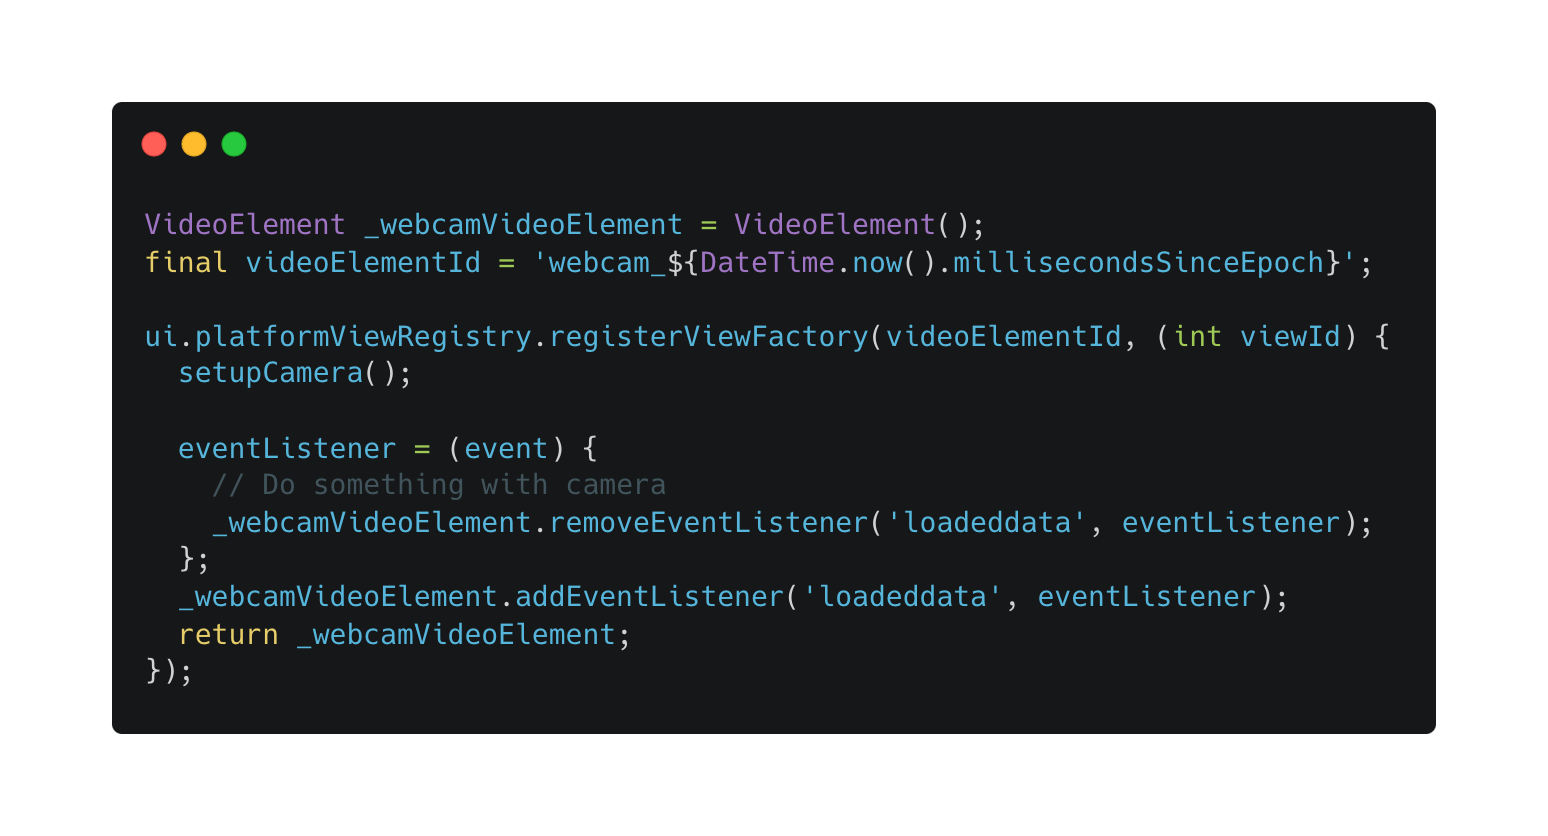 VideoElement _webcamVideoElement = VideoElement();
final videoElementId = 'webcam_${DateTime.now().millisecondsSinceEpoch}';

ui.platformViewRegistry.registerViewFactory(videoElementId, (int viewId) {
  setupCamera();

  eventListener = (event) {
    // Do something with camera
    _webcamVideoElement.removeEventListener('loadeddata', eventListener);
  };
  _webcamVideoElement.addEventListener('loadeddata', eventListener);
  return _webcamVideoElement;
});